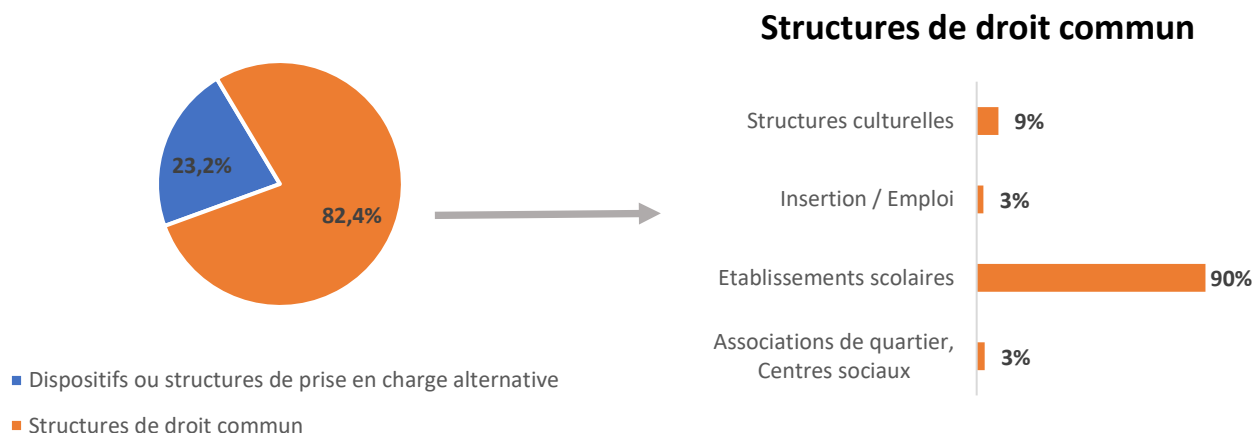 Structures de droit commun
23,2%
82,4%
Structures culturelles
9%
Insertion / Emploi
3%
Etablissements scolaires
90%
Associations de quartier,
Centres sociaux
3%
Dispositifs ou structures de prise en charge alternative
Structures de droit commun